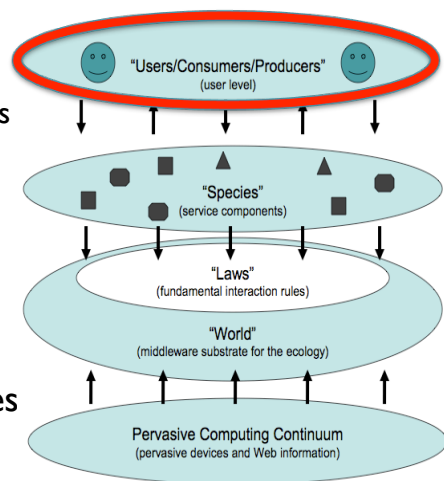 "Users/Consumers/Producers"
(user level)
s
"Species"
(service components)
"Laws"
(fundamental interaction rules)
"World"
(middleware substrate for the ecology)
es
Pervasive Computing Continuum
(pervasive devices and Web information)